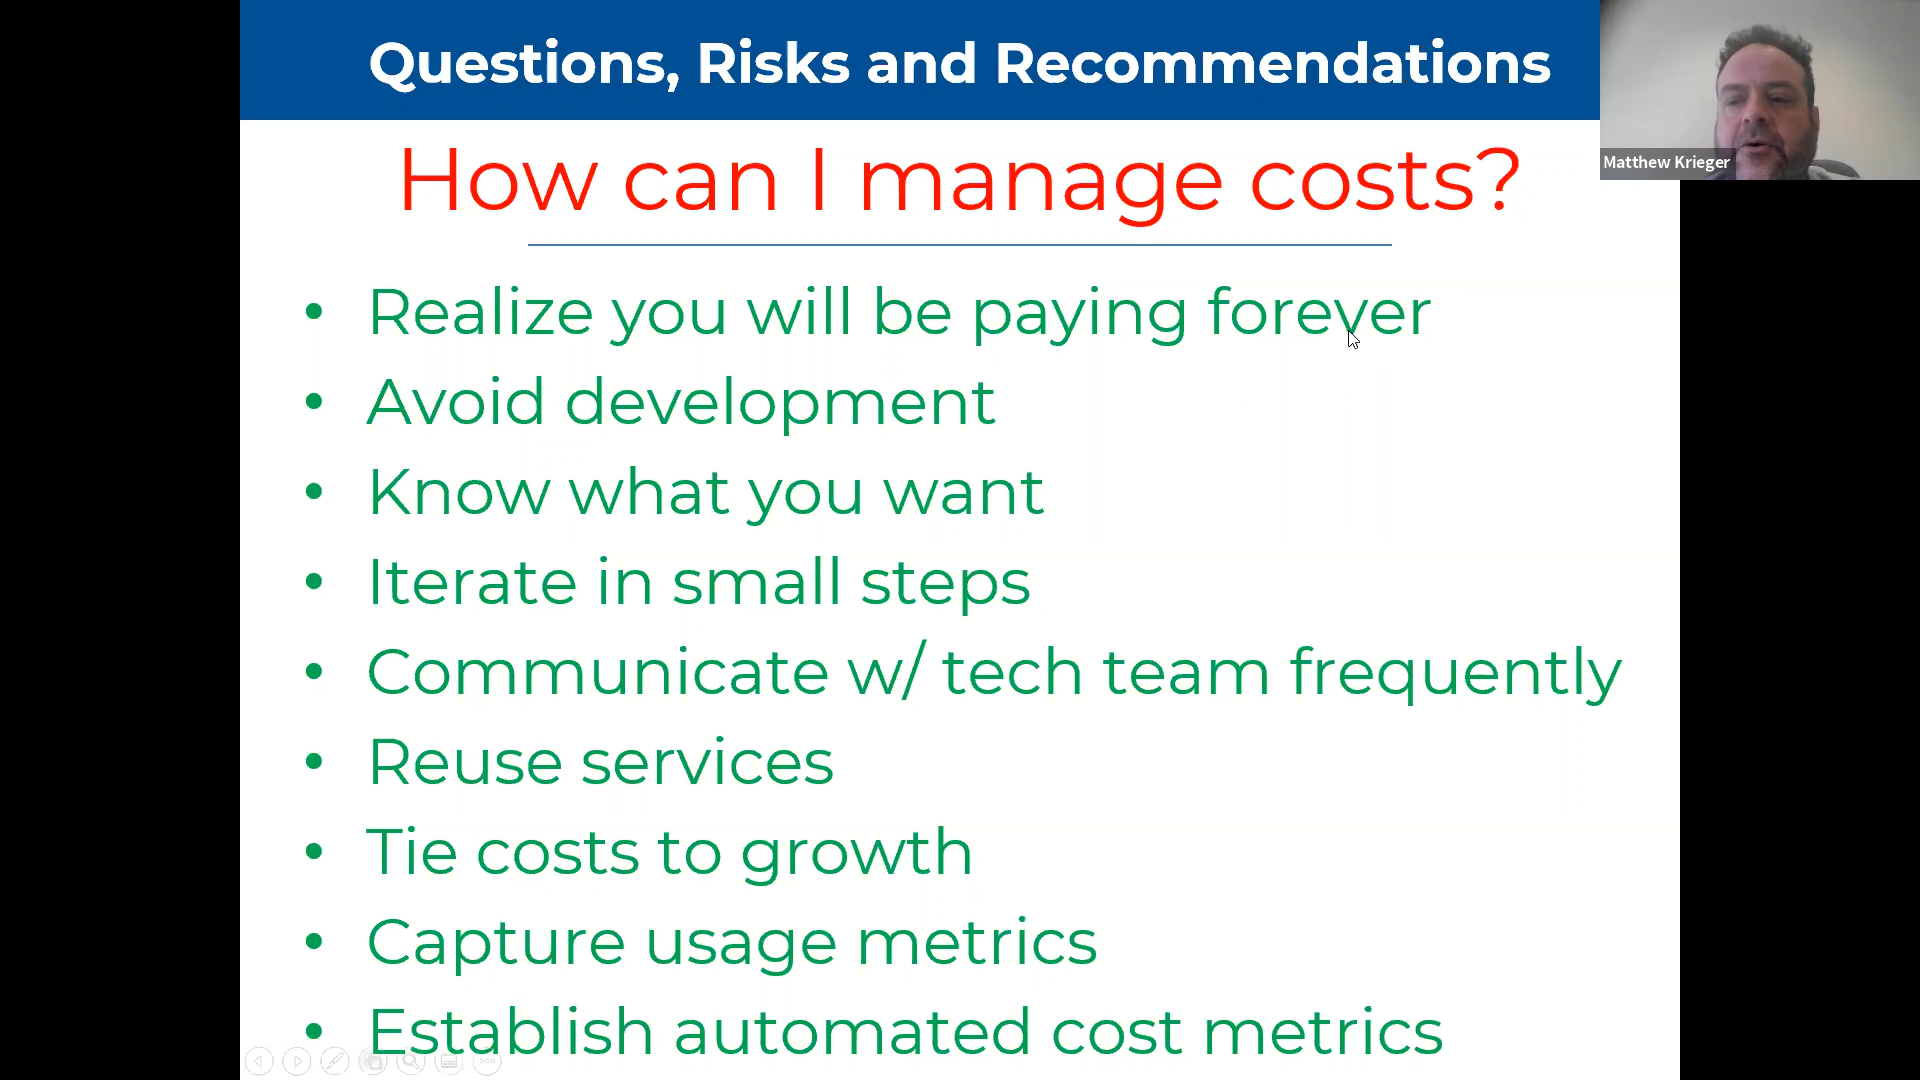 Questions, Risks and Recommendations
Matthew Krieger
How can I manage costs?
• Realize you will be paying forever
• Avoid development
• Know what you want
• Iterate in small steps
• Communicate w/ tech team frequently
• Reuse services
• Tie costs to growth
• Capture usage metrics
• Establish automated cost metrics